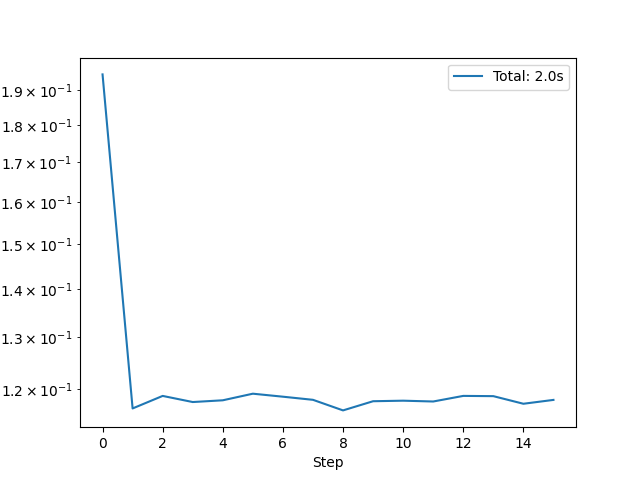 Total: 2.0s
1.9 × 10⁻¹
1.8 × 10⁻¹
1.7 × 10⁻¹
1.6 × 10⁻¹
1.5 × 10⁻¹
1.4 × 10⁻¹
1.3 × 10⁻¹
1.2 × 10⁻¹
0 2 4 6 8 10 12 14
Step